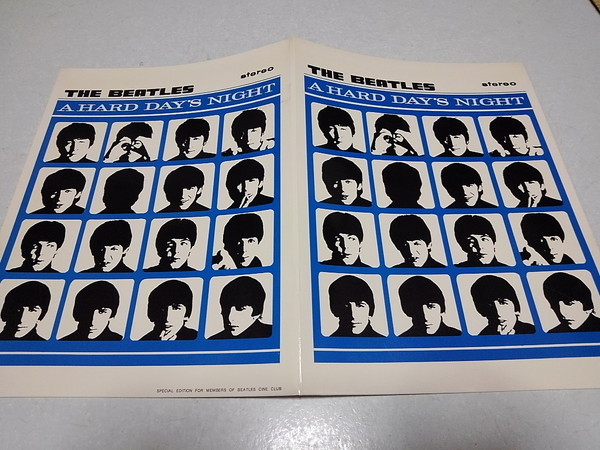 stereo
THE BEATLES
A HARD DAY'S NIGHT
SPECIAL EDITION FOR MEMBERS OF BEATLES CINE CLUB
THE BEATLES
stereo
A HARD DAY'S NIGHT